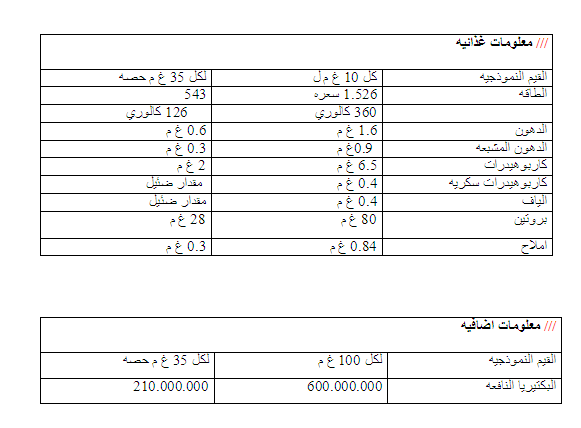 /// معلومات غذائيه
القيم النموذجيه كل 10 غ م ل لكل 35 غ م حصه
الطاقه 1.526 سعره 543
360 كالوري 126 كالوري
الدهون 1.6 غ م 0.6 غ م
الدهون المشبعه 0.9غ م 0.3 غ م
كاربوهيدرات 6.5 غ م 2 غ م
كاربوهيدرات سكريه 0.4 غ م مقدار ضئيل
الياف 0.4 غ م مقدار ضئيل
بروتين 80 غ م 28 غ م
املاح 0.84 غ م 0.3 غ م
/// معلومات اضافيه
القيم النموذجيه لكل 100 غ م لكل 35 غ م حصه
البكتيريا النافعه 600.000.000 210.000.000